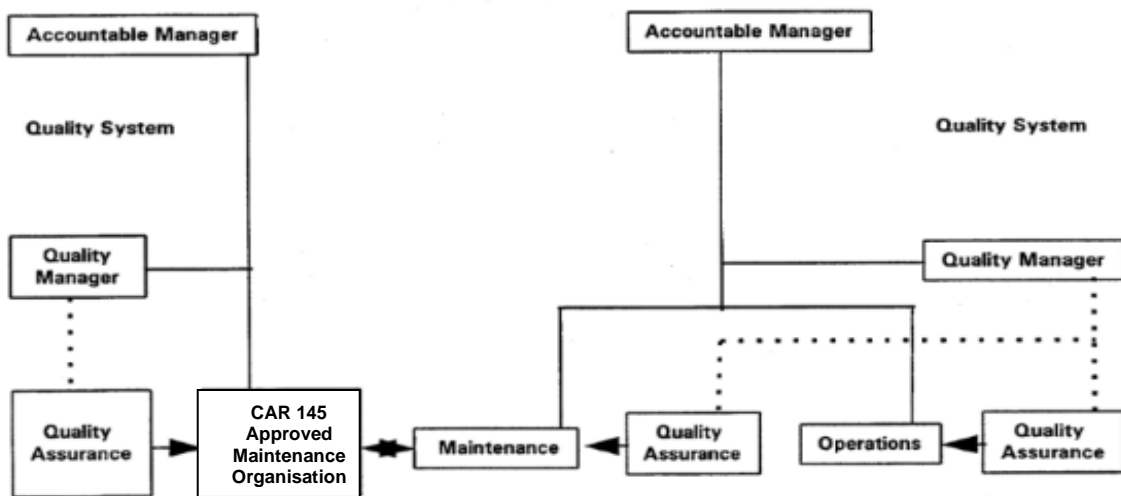 Accountable Manager
Accountable Manager
Quality System
Quality System
Quality
Manager
Quality Manager
Quality
Assurance
CAR 145
Approved
Maintenance
Organisation
Maintenance
Quality
Assurance
Operations
Quality
Assurance